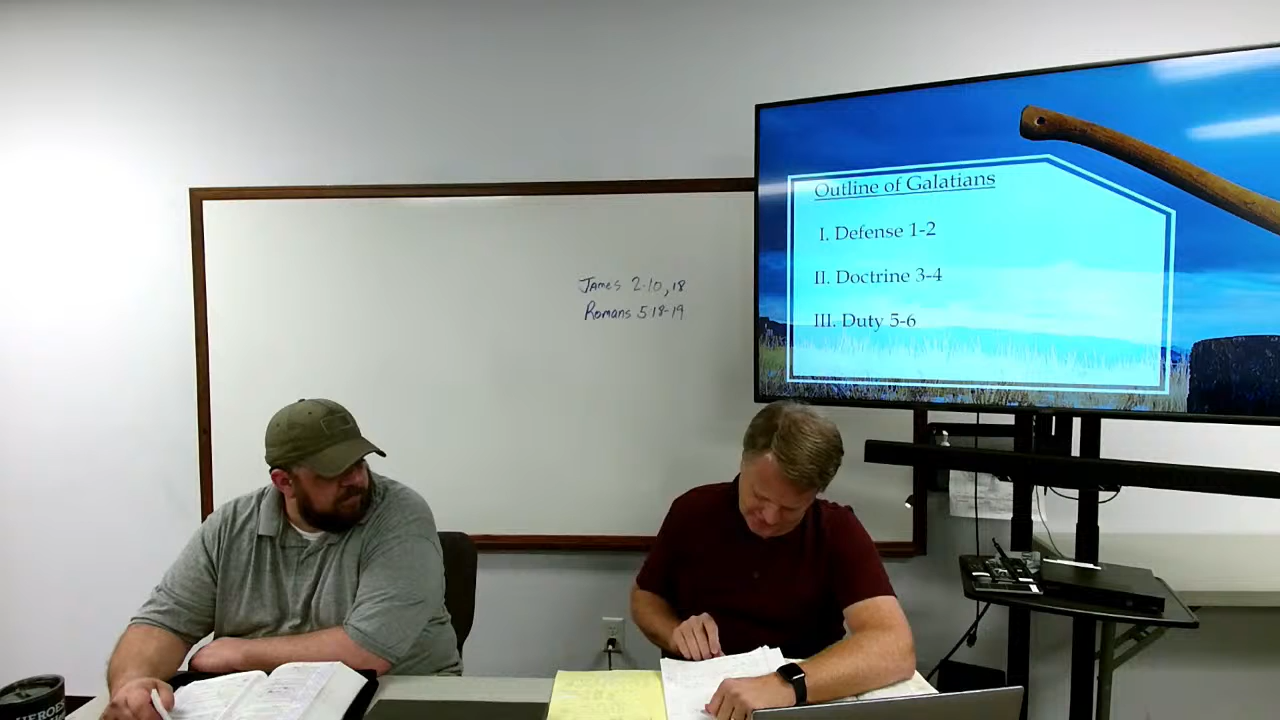 James 2:10,18
Romans 5:18-19
Outline of Galatians
I. Defense 1-2
II. Doctrine 3-4
III. Duty 5-6
HEROES